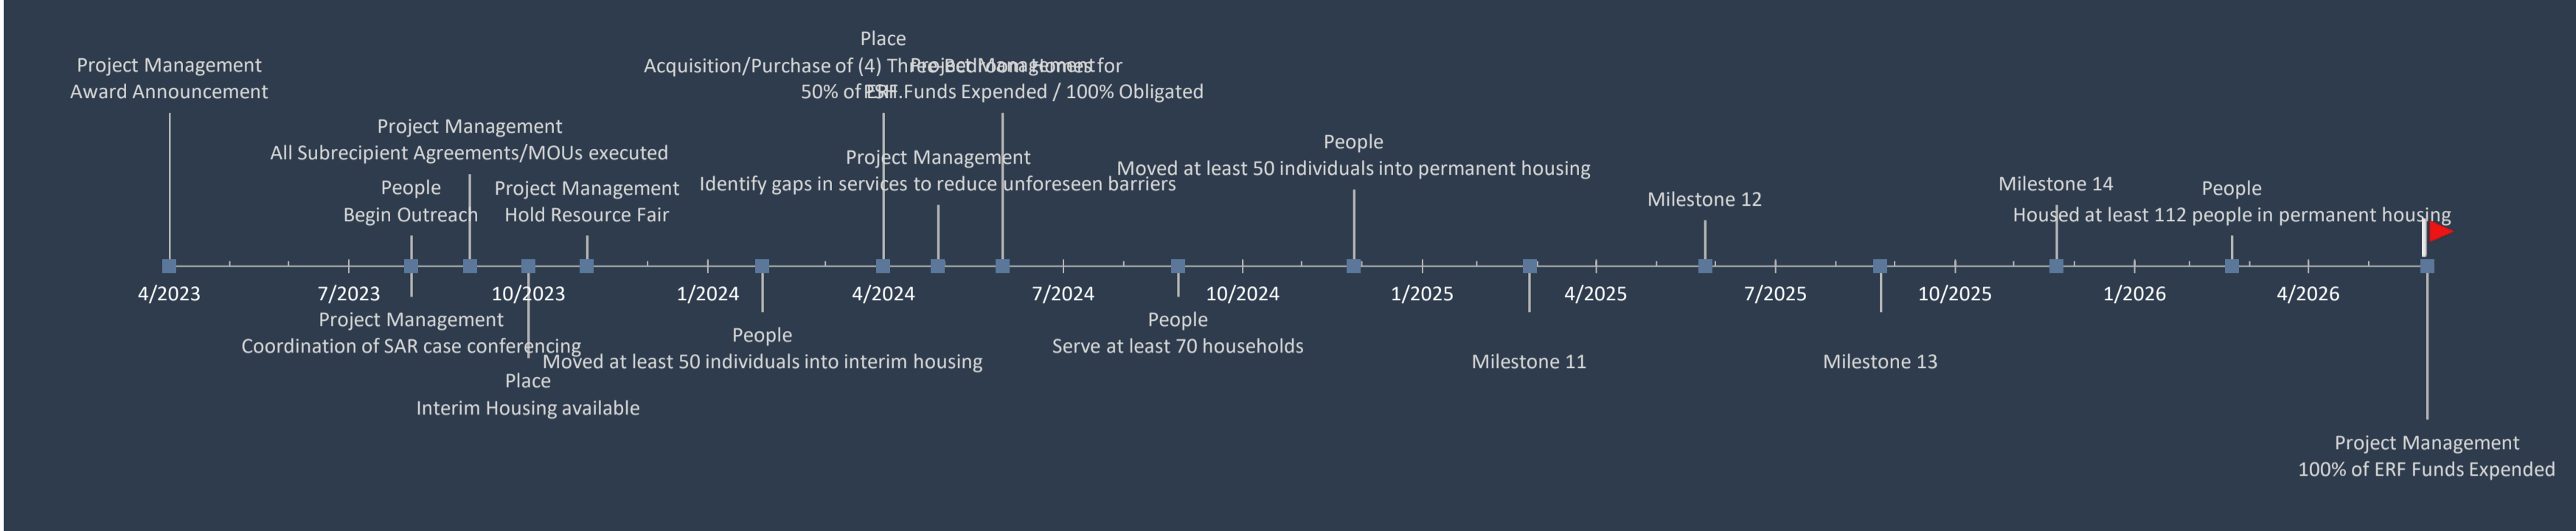 Place
Project Management
Acquisition/Purchase of (4) Three-Bedroom Homes for
Project Management
Award Announcement
PSH.
50% of ERF Funds Expended / 100% Obligated
Project Management
All Subrecipient Agreements/MOUs executed
People
Moved at least 50 individuals into permanent housing
Project Management
Identify gaps in services to reduce unforeseen barriers
People
Begin Outreach
Project Management
Hold Resource Fair
Milestone 12
Milestone 14
People
Housed at least 112 people in permanent housing
4/2023
7/2023
10/2023
1/2024
4/2024
7/2024
10/2024
1/2025
4/2025
7/2025
10/2025
1/2026
4/2026
Project Management
Coordination of SAR case conferencing
People
Moved at least 50 individuals into interim housing
People
Serve at least 70 households
Milestone 11
Milestone 13
Place
Interim Housing available
Project Management
100% of ERF Funds Expended